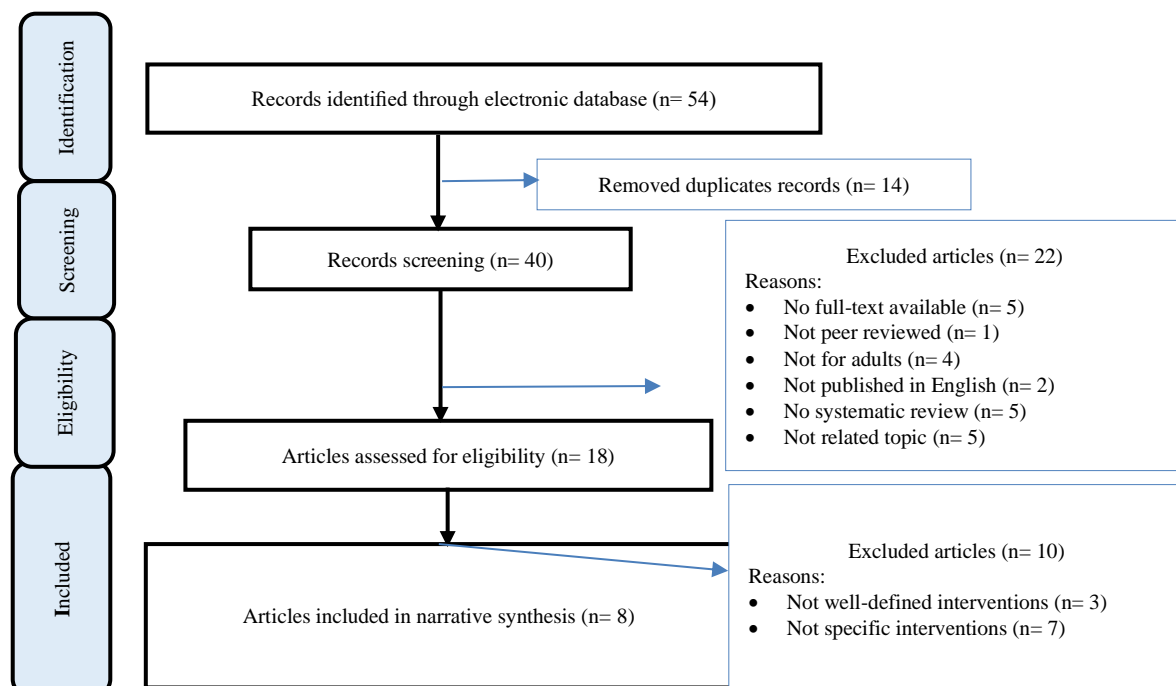 Identification
Records identified through electronic database (n= 54)
Removed duplicates records (n= 14)
Screening
Records screening (n= 40)
Excluded articles (n= 22)
Reasons:
• No full-text available (n= 5)
• Not peer reviewed (n= 1)
• Not for adults (n= 4)
• Not published in English (n= 2)
• No systematic review (n= 5)
• Not related topic (n= 5)
Eligibility
Articles assessed for eligibility (n= 18)
Included
Articles included in narrative synthesis (n= 8)
Excluded articles (n= 10)
Reasons:
• Not well-defined interventions (n= 3)
• Not specific interventions (n= 7)